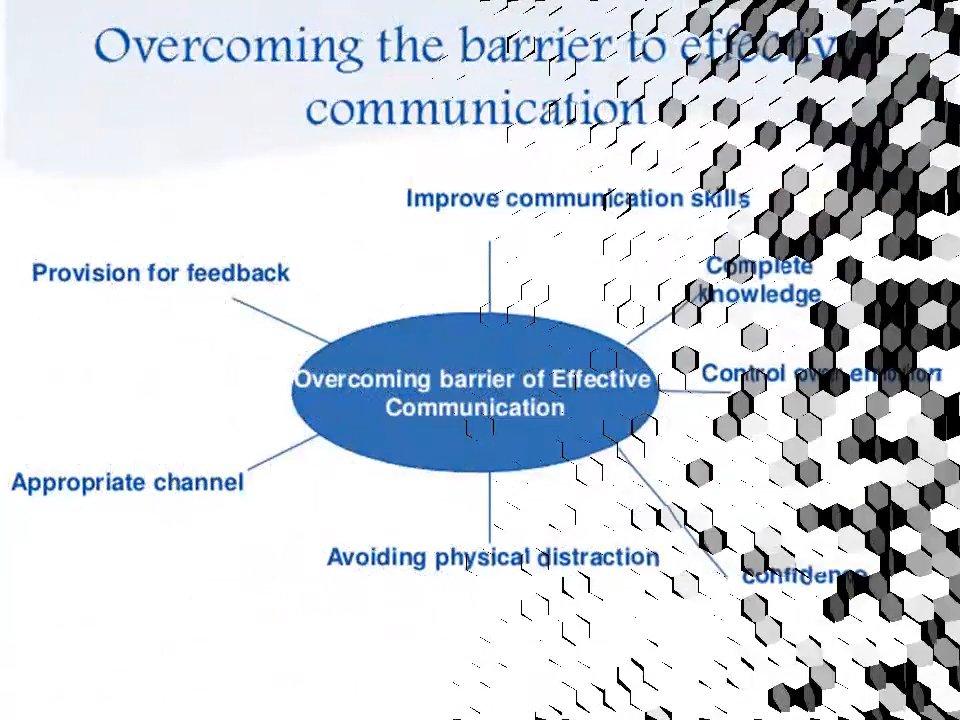 Overcoming the barrier to effective
communication
Improve communication skills
Provision for feedback
Complete
knowledge
Control over emotion
Overcoming barrier of Effective
Communication
Appropriate channel
Avoiding physical distraction
confidence